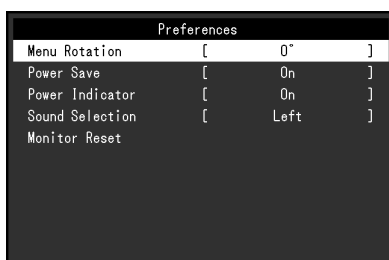 Preferences
Menu Rotation [ 0° ]
Power Save [ On ]
Power Indicator [ On ]
Sound Selection [ Left ]
Monitor Reset